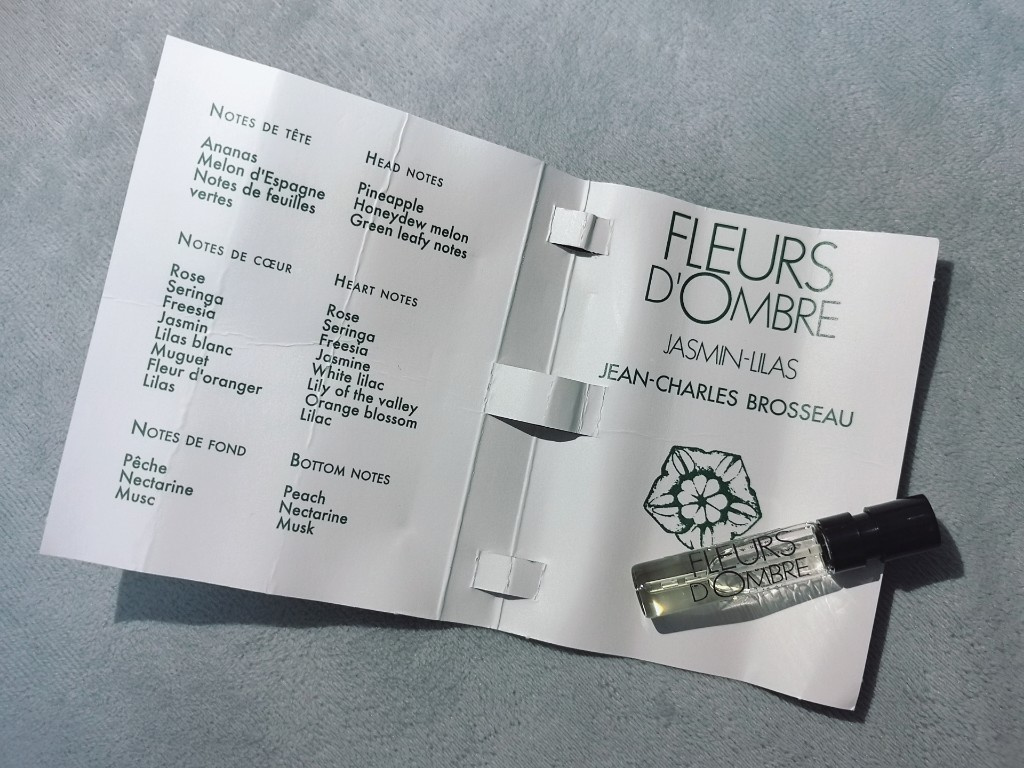 NOTES DE TÊTE
Ananas
Melon d'Espagne
Notes de feuilles
vertes
NOTES DE CŒUR
Rose
Seringa
Freesia
Jasmin
Lilas blanc
Muguet
Fleur d'oranger
Lilas
NOTES DE FOND
Pêche
Nectarine
Musc
HEAD NOTES
Pineapple
Honeydew melon
Green leafy notes
HEART NOTES
Rose
Seringa
Freesia
Josmine
White lilac
Lily of the valley
Orange blossom
Lilac
BOTTOM NOTES
Peach
Nectarine
Musk
FLEURS
D'OMBRE
JASMIN-LILAS
JEAN-CHARLES BROSSEAU
FLEURS
D'OMBRE